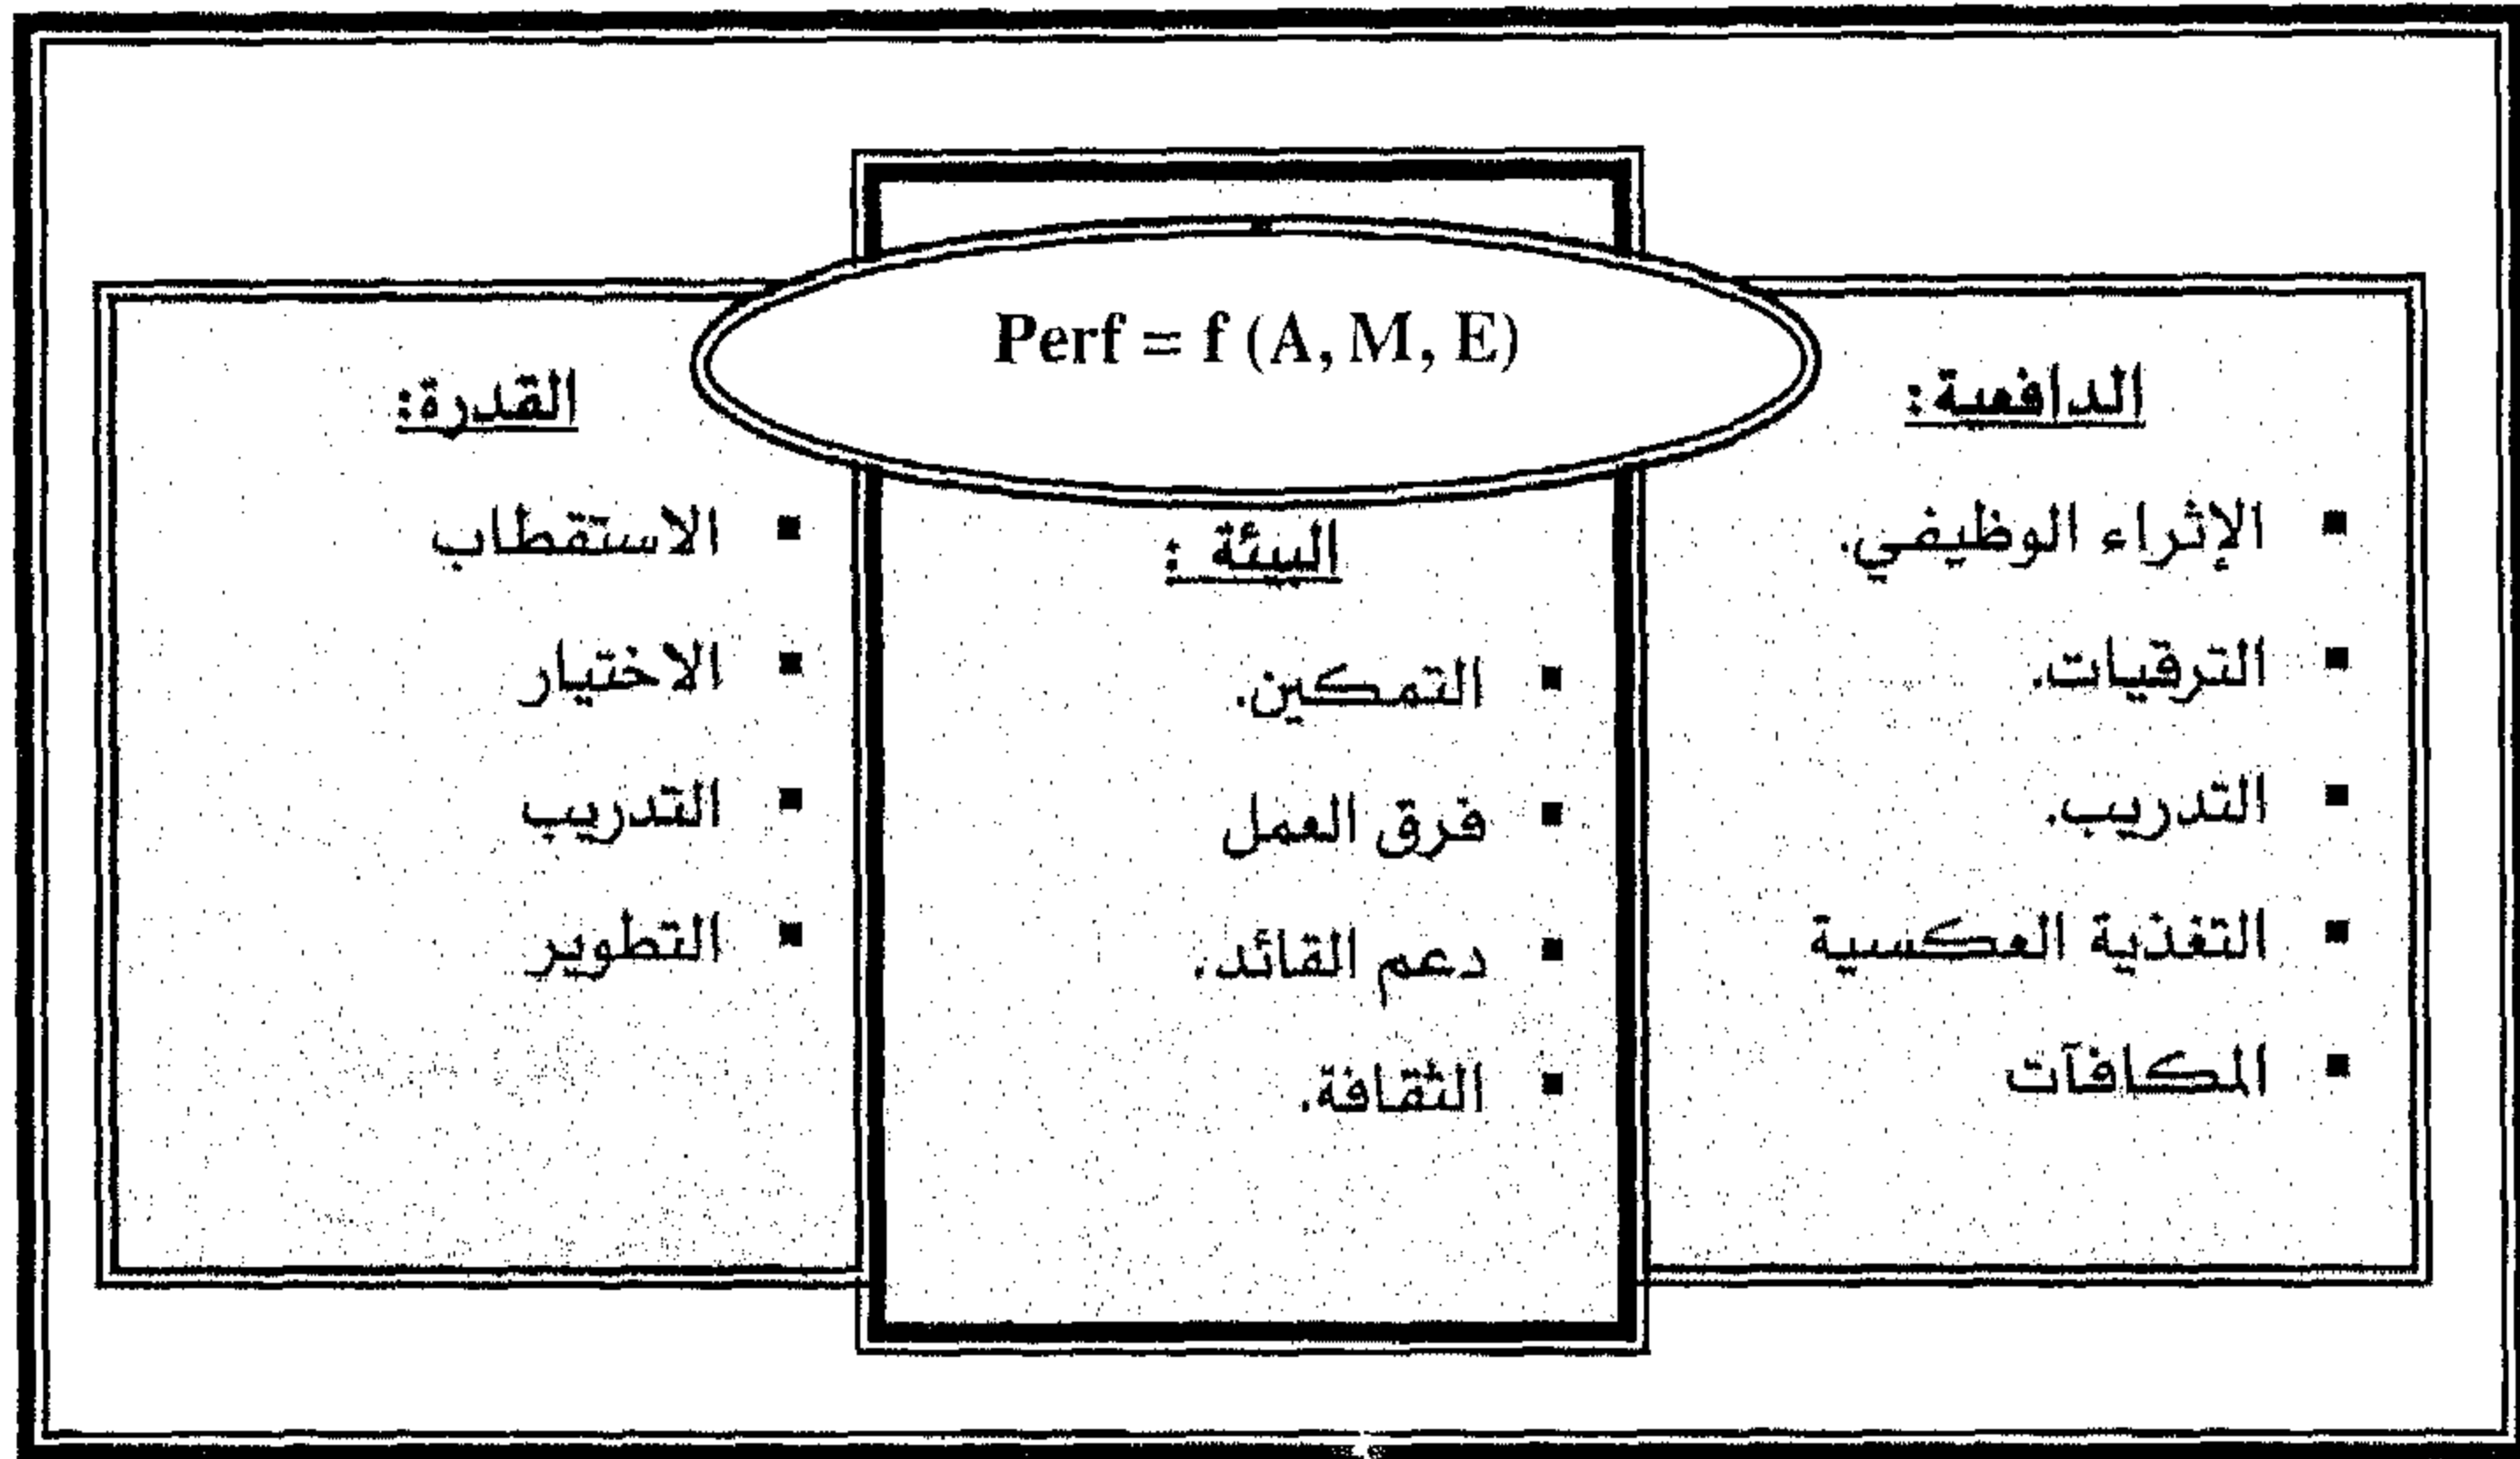 Perf = f (A, M, E)
الدافعية:
الإثراء الوظيفي.
الترقيات.
التدريب.
التغذية العكسية
المكافآت
البيئة :
التمكين.
فرق العمل
دعم القائد.
الثقافة.
القدرة:
الاستقطاب
الاختيار
التدريب
التطوير